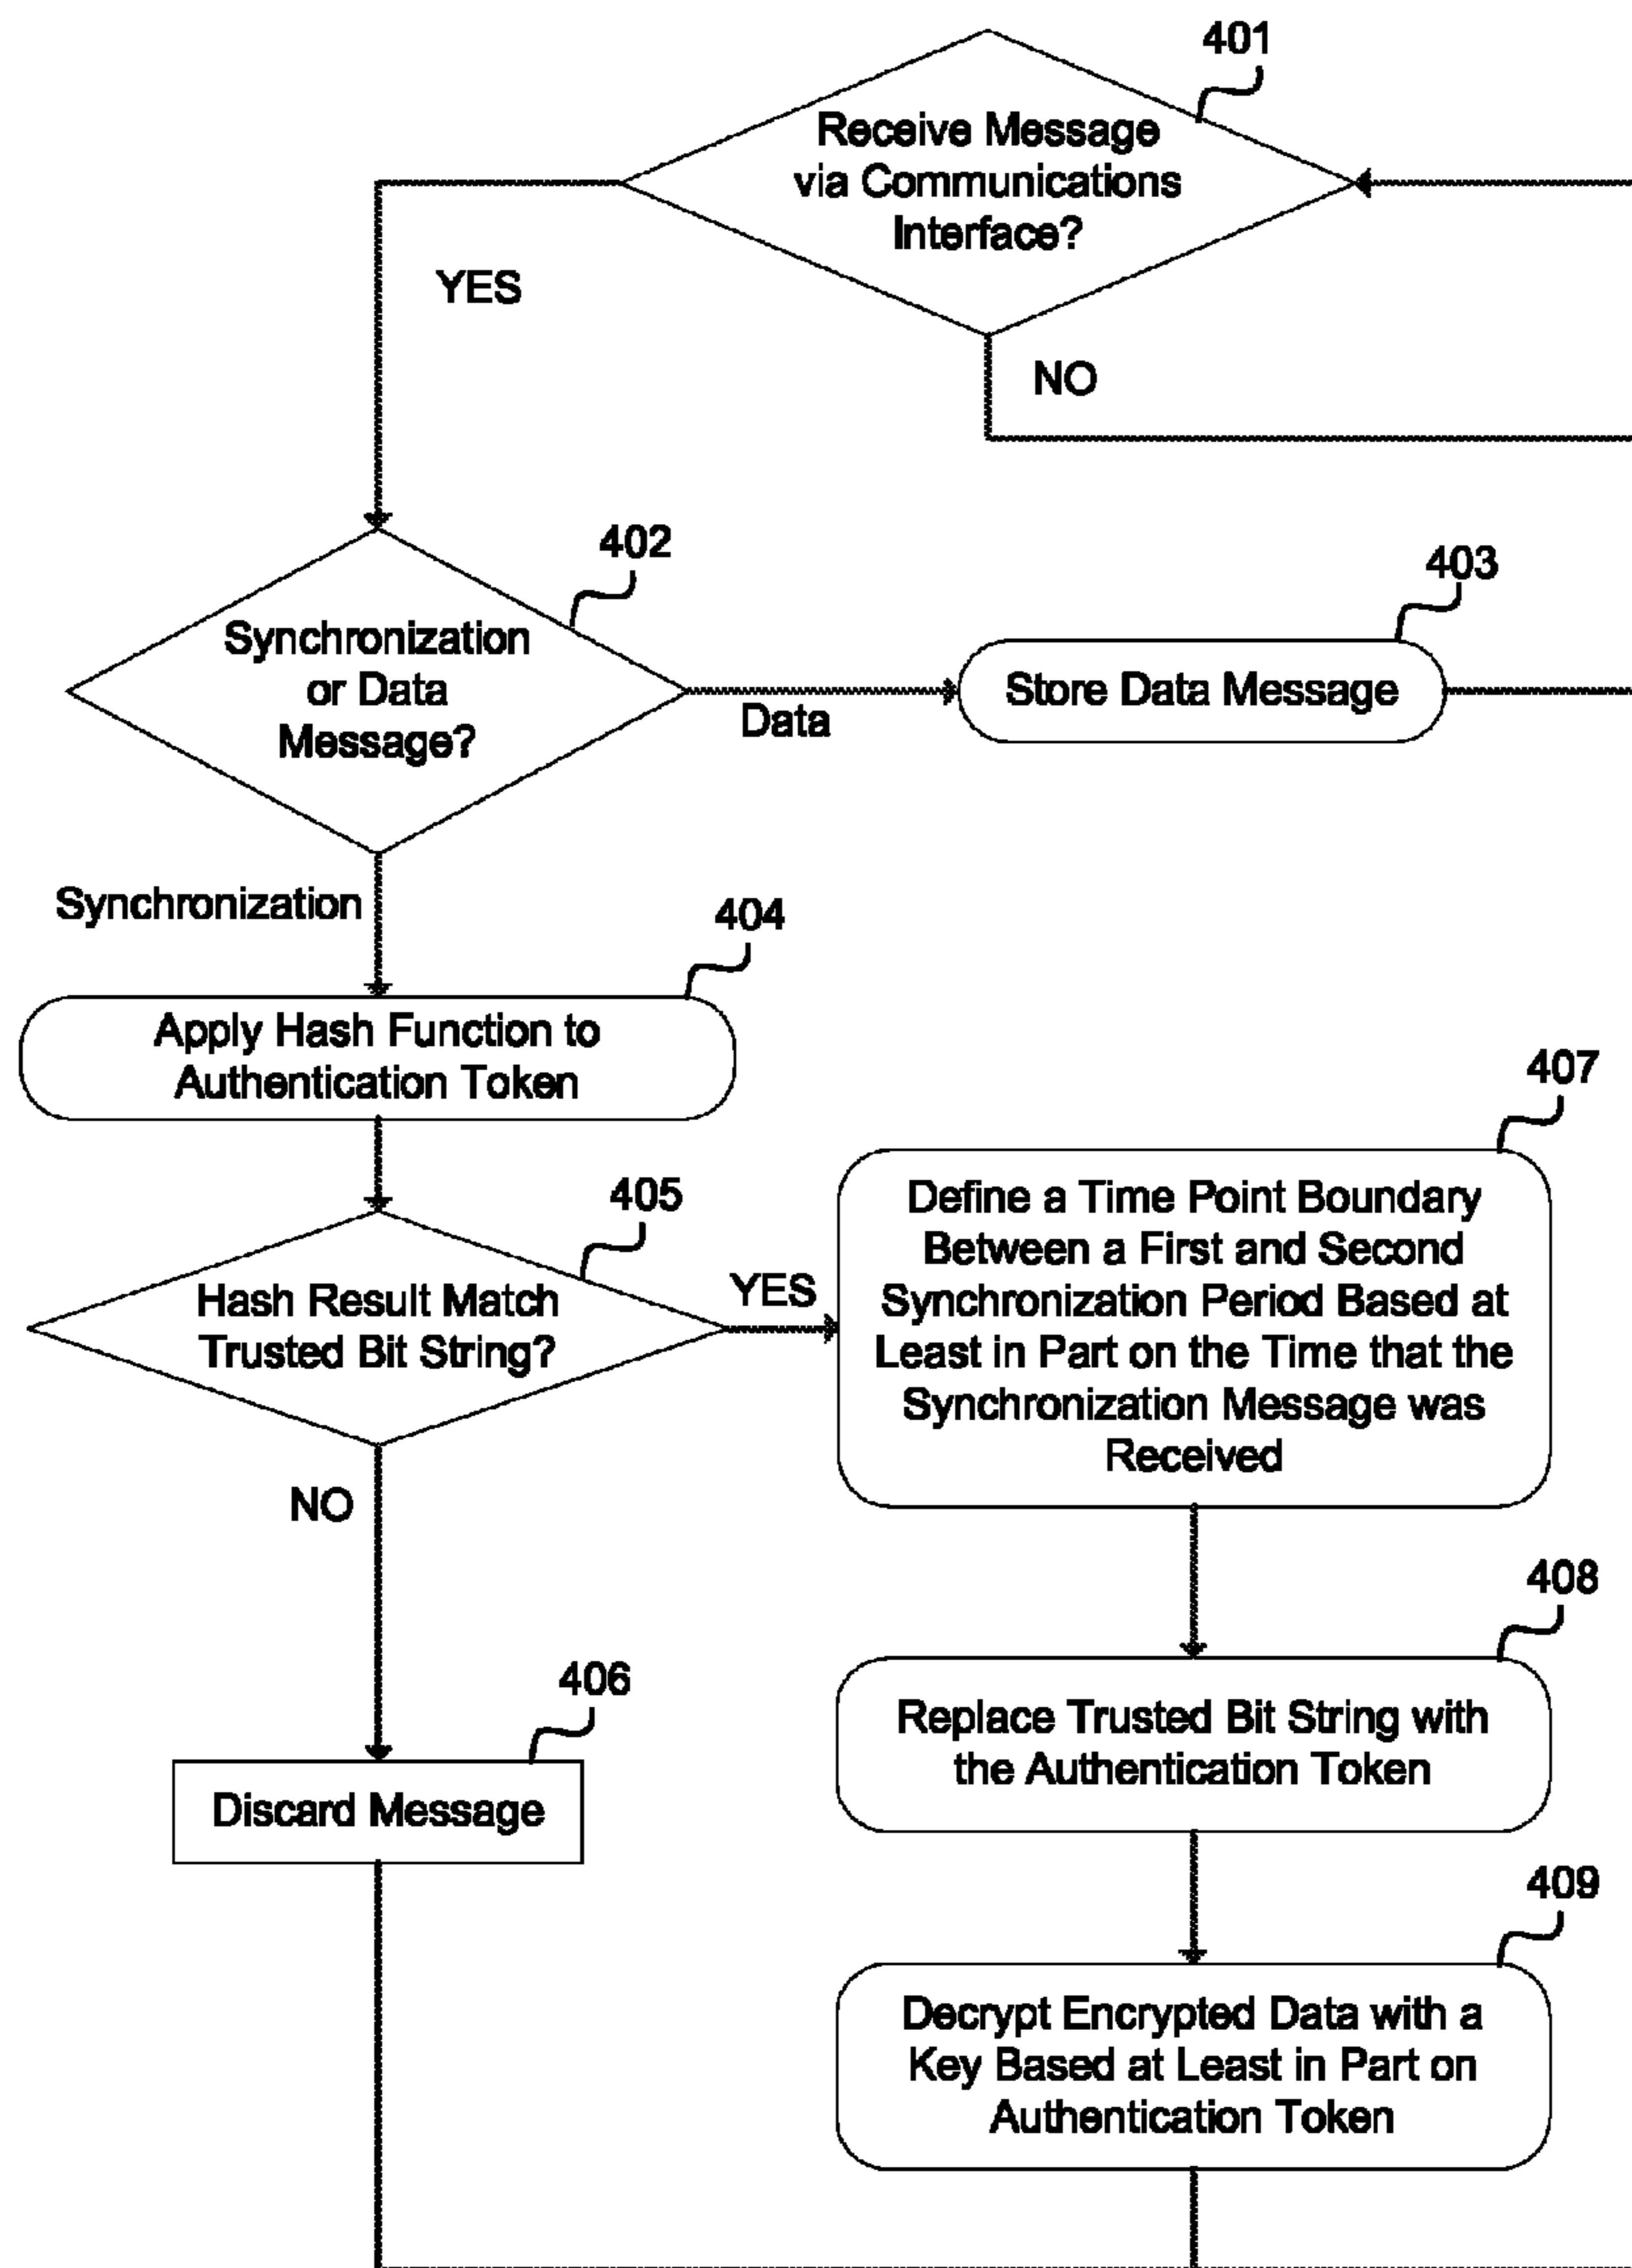 401
Receive Message
via Communications
Interface?
YES
NO
402
Synchronization
or Data
Message?
403
Store Data Message
Data
Synchronization
404
Apply Hash Function to
Authentication Token
405
Hash Result Match
Trusted Bit String?
YES
407
Define a Time Point Boundary
Between a First and Second
Synchronization Period Based at
Least in Part on the Time that the
Synchronization Message was
Received
NO
406
Discard Message
408
Replace Trusted Bit String with
the Authentication Token
409
Decrypt Encrypted Data with a
Key Based at Least in Part on
Authentication Token